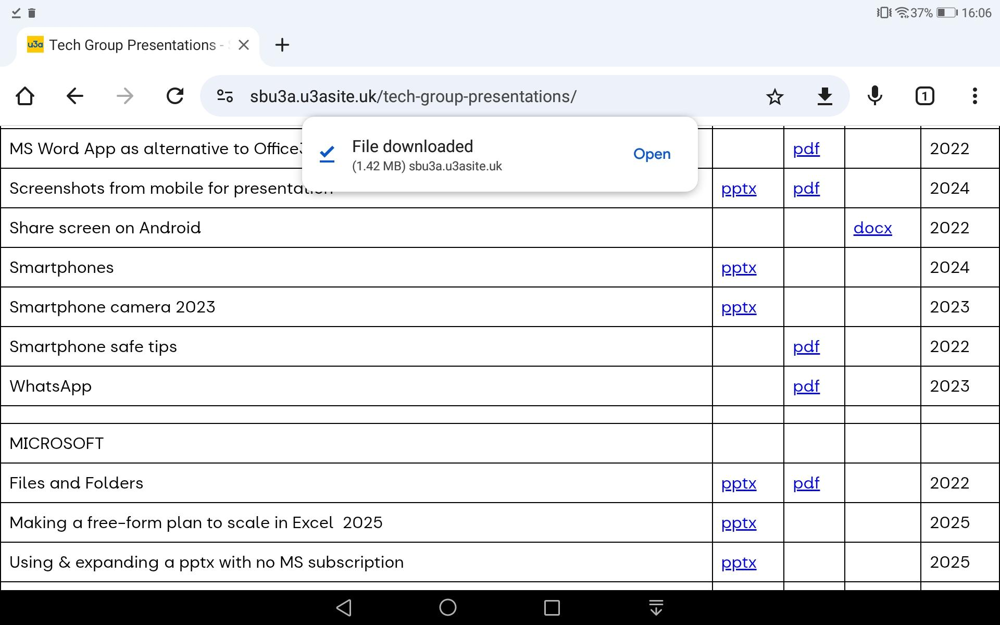 37% 16:06
u3a Tech Group Presentations -
sbu3a.u3asite.uk/tech-group-presentations/ 1
File downloaded
(1.42 MB) sbu3a.u3asite.uk
Open
MS Word App as alternative to Office pdf 2022
Screenshots from mobile for presentation pptx pdf 2024
Share screen on Android docx 2022
Smartphones pptx 2024
Smartphone camera 2023 pptx 2023
Smartphone safe tips pdf 2022
WhatsApp pdf 2023
MICROSOFT
Files and Folders pptx pdf 2022
Making a free-form plan to scale in Excel 2025 pptx 2025
Using & expanding a pptx with no MS subscription pptx 2025